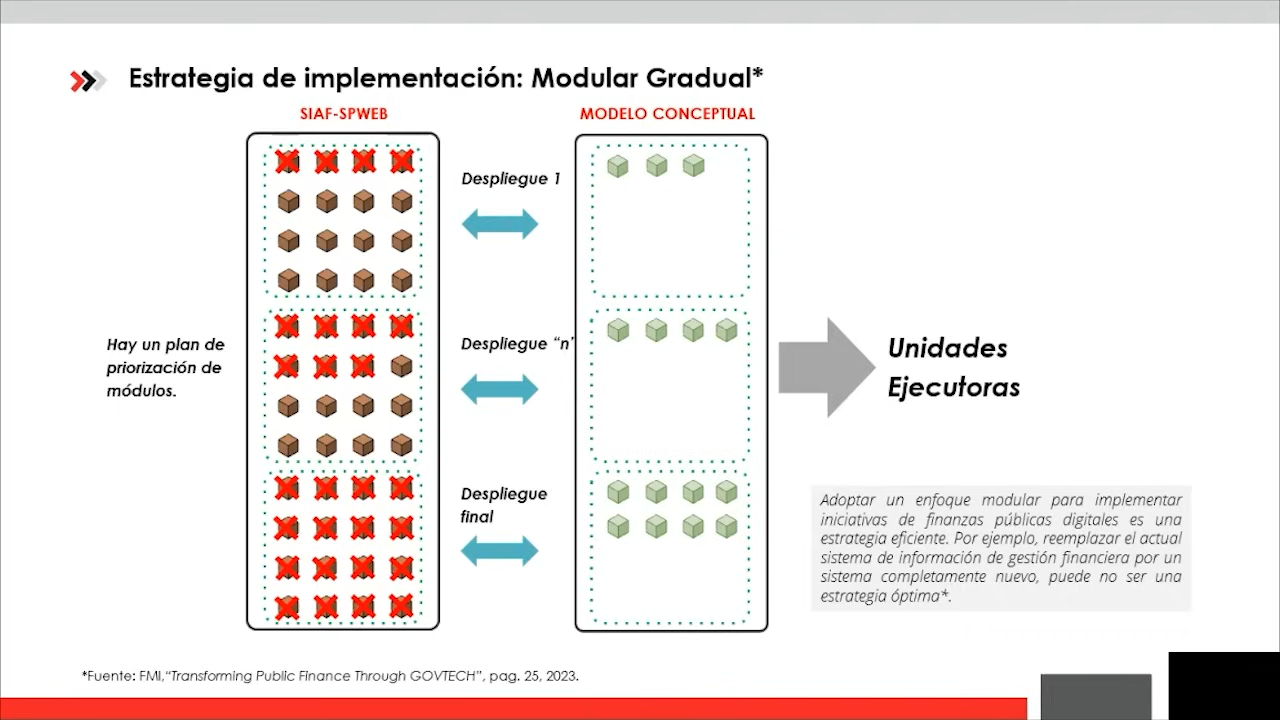 Estrategia de implementación: Modular Gradual*
SIAF-SPWEB
MODELO CONCEPTUAL
Despliegue 1
Hay un plan de
priorización de
módulos.
Despliegue “n”
Unidades
Ejecutoras
Despliegue
final
Adoptar un enfoque modular para implementar
iniciativas de finanzas públicas digitales es una
estrategia eficiente. Por ejemplo, reemplazar el actual
sistema de información de gestión financiera por un
sistema completamente nuevo, puede no ser una
estrategia óptima*.
*Fuente: FMI,“Transforming Public Finance Through GOVTECH”, pag. 25, 2023.